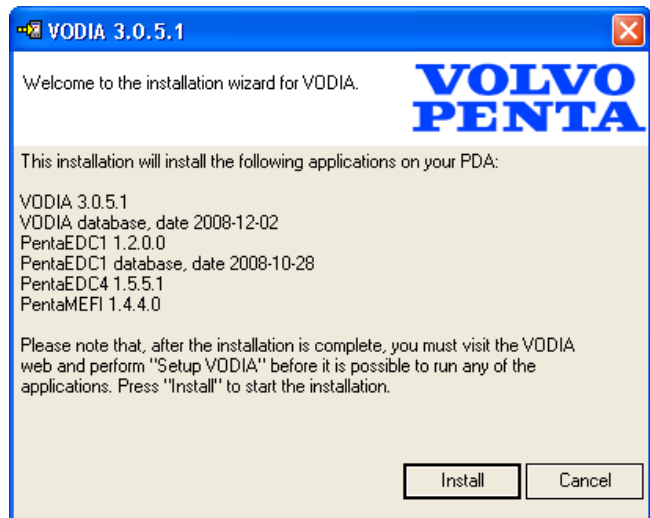 VODIA 3.0.5.1
Welcome to the installation wizard for VODIA.
VOLVO
PENTA
This installation will install the following applications on your PDA:
VODIA 3.0.5.1
VODIA database, date 2008-12-02
PentaEDC1 1.2.0.0
PentaEDC1 database, date 2008-10-28
PentaEDC4 1.5.5.1
PentaMEFI 1.4.4.0
Please note that, after the installation is complete, you must visit the VODIA
web and perform "Setup VODIA" before it is possible to run any of the
applications. Press "Install" to start the installation.
Install
Cancel